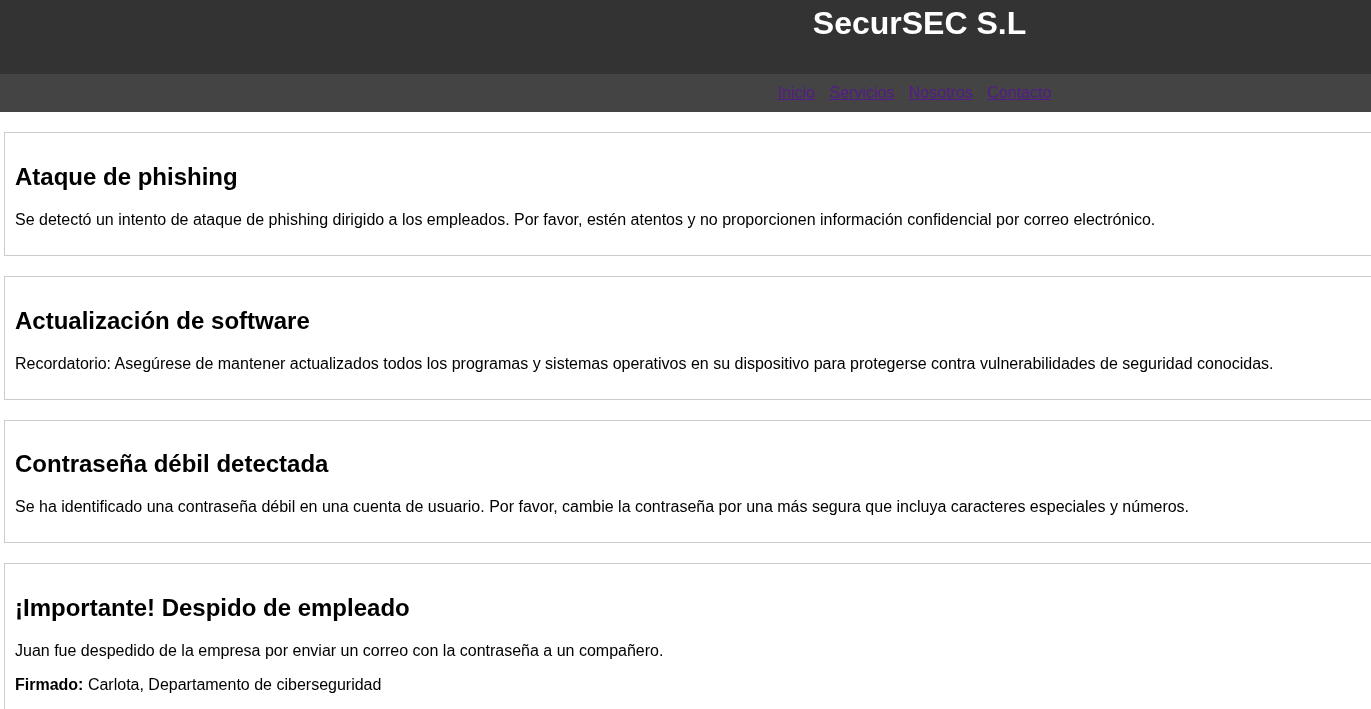 SecurSEC S.L
Inicio Servicios Nosotros Contacto
Ataque de phishing
Se detectó un intento de ataque de phishing dirigido a los empleados. Por favor, estén atentos y no proporcionen información confidencial por correo electrónico.
Actualización de software
Recordatorio: Asegúrese de mantener actualizados todos los programas y sistemas operativos en su dispositivo para protegerse contra vulnerabilidades de seguridad conocidas.
Contraseña débil detectada
Se ha identificado una contraseña débil en una cuenta de usuario. Por favor, cambie la contraseña por una más segura que incluya caracteres especiales y números.
¡Importante! Despido de empleado
Juan fue despedido de la empresa por enviar un correo con la contraseña a un compañero.
Firmado: Carlota, Departamento de ciberseguridad